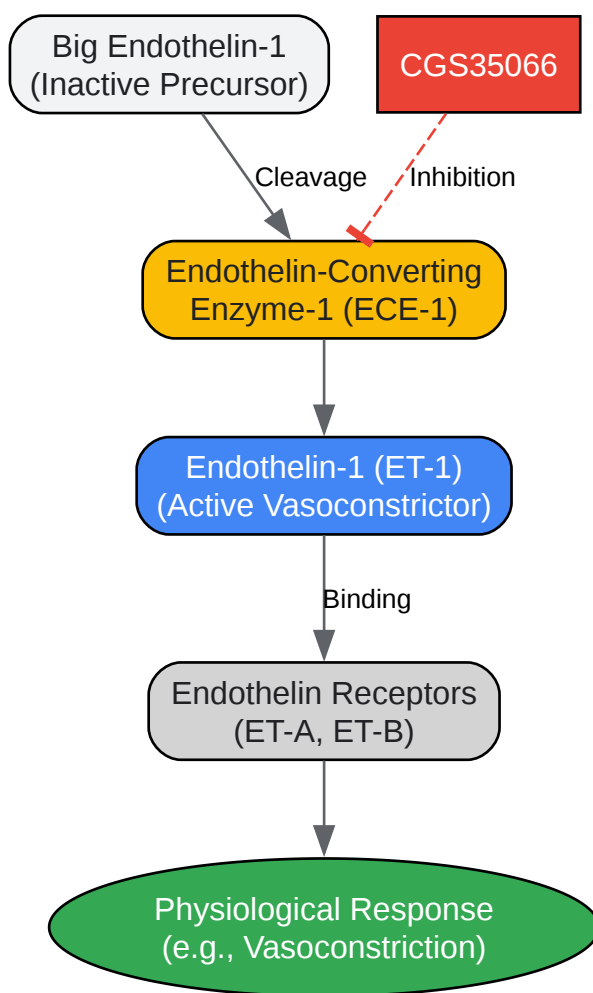 Big Endothelin-1
(Inactive Precursor)
CGS35066
Cleavage
Inhibition
Endothelin-Converting
Enzyme-1 (ECE-1)
Endothelin-1 (ET-1)
(Active Vasoconstrictor)
Binding
Endothelin Receptors
(ET-A, ET-B)
Physiological Response
(e.g., Vasoconstriction)